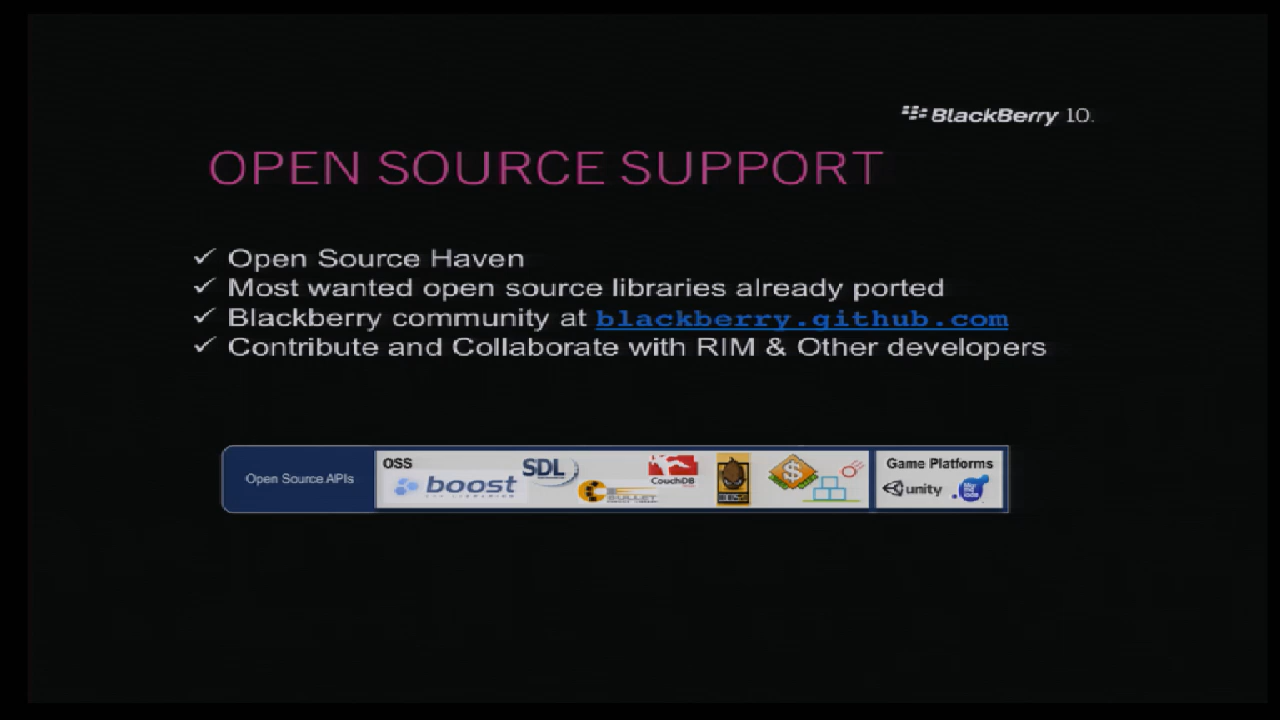 BlackBerry 10.
OPEN SOURCE SUPPORT
✓ Open Source Haven
✓ Most wanted open source libraries already ported
✓ Blackberry community at blackberry.github.com
✓ Contribute and Collaborate with RIM & Other developers
Open Source APIs
OSS
boost
SDL
BULLET
CouchDB
$
Game Platforms
unity